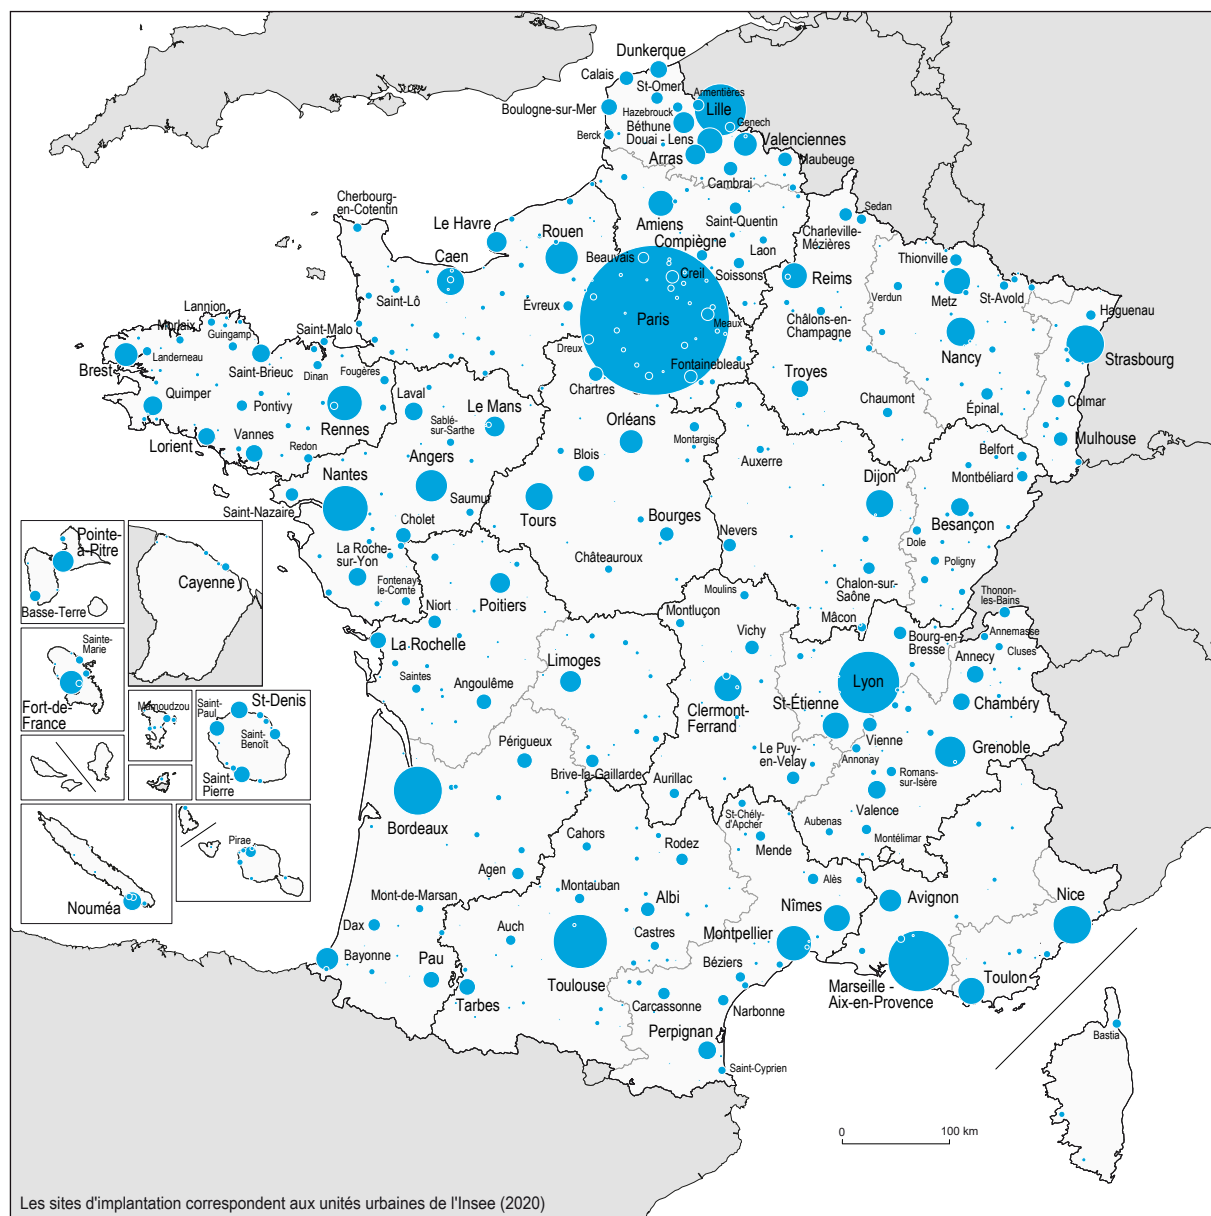 Dunkerque
Calais
St-Omer
Armentières
Boulogne-sur-Mer
Hazebrouck
Lille
Béthune
Genech
Berck
Douai - Lens
Valenciennes
Arras
Maubeuge
Cambrai
Cherbourg-
en-Cotentin
Le Havre
Rouen
Amiens
Saint-Quentin
Sedan
Charleville-
Mézières
Compiègne
Laon
Caen
Beauvais
Creil
Soissons
Reims
Thionville
Verdun
Metz
St-Avold
Haguenau
Saint-Lô
Évreux
Paris
Meaux
Châlons-en-
Champagne
Nancy
Strasbourg
Lannion
Morlaix
Guingamp
Saint-Malo
Landerneau
Brest
Saint-Brieuc
Dinan
Fougères
Dreux
Fontainebleau
Chartres
Troyes
Chaumont
Épinal
Colmar
Quimper
Pontivy
Rennes
Laval
Le Mans
Sablé-
sur-Sarthe
Orléans
Montargis
Auxerre
Mulhouse
Belfort
Montbéliard
Lorient
Vannes
Redon
Nantes
Angers
Blois
Saint-Nazaire
Saumur
Tours
Dijon
Besançon
Cholet
Bourges
Nevers
Dole
Poligny
La Roche-
sur-Yon
Fontenay-
le-Comté
Châteauroux
Poitiers
Chalon-sur-
Saône
Thonon-
les-Bains
Moulins
Montluçon
Niort
Mâcon
Bourg-en-
Bresse
Annemasse
Cluses
La Rochelle
Vichy
Annecy
Limoges
Lyon
Saintes
Angoulême
Clermont-
Ferrand
St-Étienne
Chambéry
Vienne
Périgueux
Le Puy-
en-Velay
Annonay
Grenoble
Brive-la-Gaillarde
Aurillac
Romans-
sur-Isère
Valence
Bordeaux
St-Chély-
d'Apcher
Mende
Aubenas
Montélimar
Cahors
Rodez
Agen
Montauban
Alès
Mont-de-Marsan
Albi
Nîmes
Avignon
Nice
Dax
Auch
Castres
Montpellier
Bayonne
Pau
Béziers
Toulouse
Tarbes
Marseille -
Aix-en-Provence
Toulon
Carcassonne
Narbonne
Perpignan
Saint-Cyprien
Bastia
Pointe-
à-Pitre
Basse-Terre
Cayenne
Sainte-
Marie
Fort-de-
France
Mamoudzou
St-Denis
Saint-
Paul
Saint-
Benoît
Saint-
Pierre
Nouméa
Pirae
0
100 km
Les sites d'implantation correspondent aux unités urbaines de l'Insee (2020)